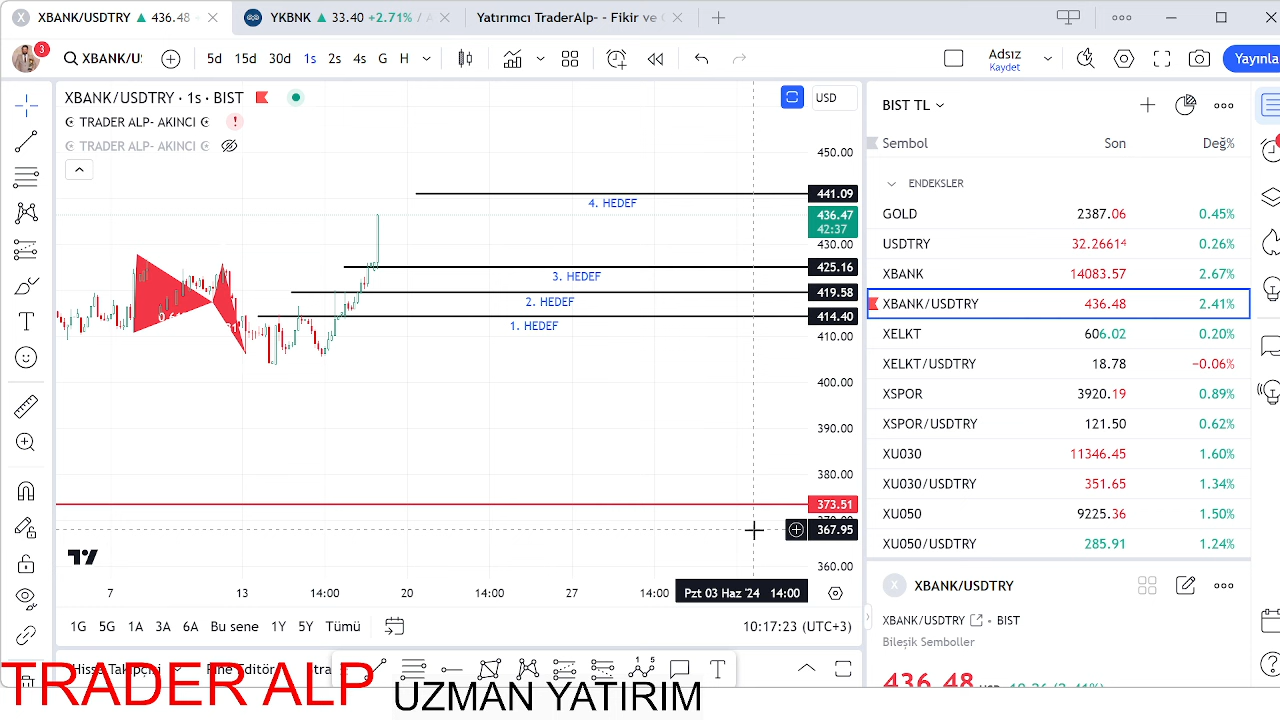 XBANK/USDTRY ▲ 436.48
YKBNK ▲ 33.40 +2.71% / A
Yatırımcı TraderAlp- - Fikir ve
3
XBANK/U
5d 15d 30d 1s 2s 4s G H
Adsız
Kaydet
Yayınla
XBANK/USDTRY · 1s · BIST
TRADER ALP- AKINCI
TRADER ALP- AKINCI
USD
450.00
441.09
4. HEDEF
436.47
42:37
430.00
425.16
3. HEDEF
419.58
2. HEDEF
414.40
1. HEDEF
410.00
400.00
390.00
380.00
373.51
367.95
360.00
7 13 14:00 20 14:00 27 14:00
Pzt 03 Haz '24 14:00
1G 5G 1A 3A 6A Bu sene 1Y 5Y Tümü
10:17:23 (UTC+3)
BIST TL
Sembol Son Değ%
ENDEKSLER
GOLD 2387.06 0.45%
USDTRY 32.26614 0.26%
XBANK 14083.57 2.67%
XBANK/USDTRY 436.48 2.41%
XELKT 606.02 0.20%
XELKT/USDTRY 18.78 −0.06%
XSPOR 3920.19 0.89%
XSPOR/USDTRY 121.50 0.62%
XU030 11346.45 1.60%
XU030/USDTRY 351.65 1.34%
XU050 9225.36 1.50%
XU050/USDTRY 285.91 1.24%
XBANK/USDTRY
XBANK/USDTRY • BIST
Bileşik Semboller
436.48
TRADER ALP
UZMAN YATIRIM